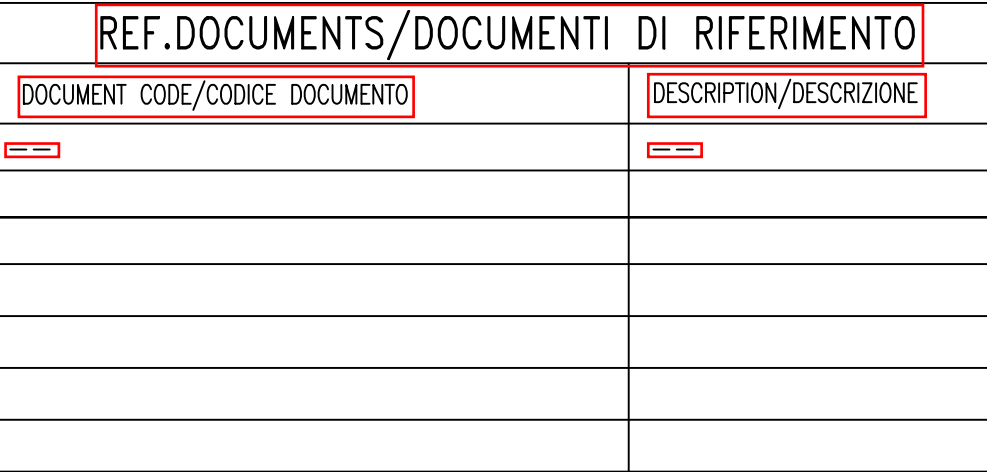 REF.DOCUMENTS/DOCUMENTI DI RIFERIMENTO
DOCUMENT CODE/CODICE DOCUMENTO DESCRIPTION/DESCRIZIONE
-- --